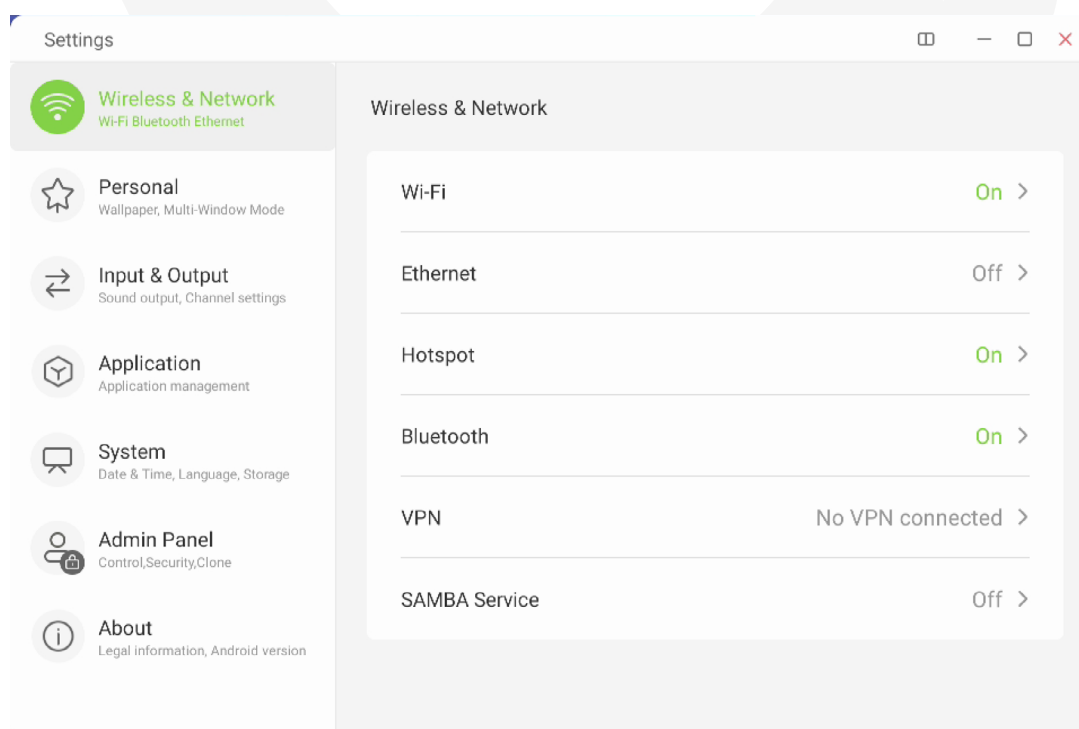 Settings
Wireless & Network
Wi-Fi Bluetooth Ethernet
Personal
Wallpaper, Multi-Window Mode
Input & Output
Sound output, Channel settings
Application
Application management
System
Date & Time, Language, Storage
Admin Panel
Control,Security,Clone
About
Legal information, Android version
Wireless & Network
Wi-Fi On
Ethernet Off
Hotspot On
Bluetooth On
VPN No VPN connected
SAMBA Service Off